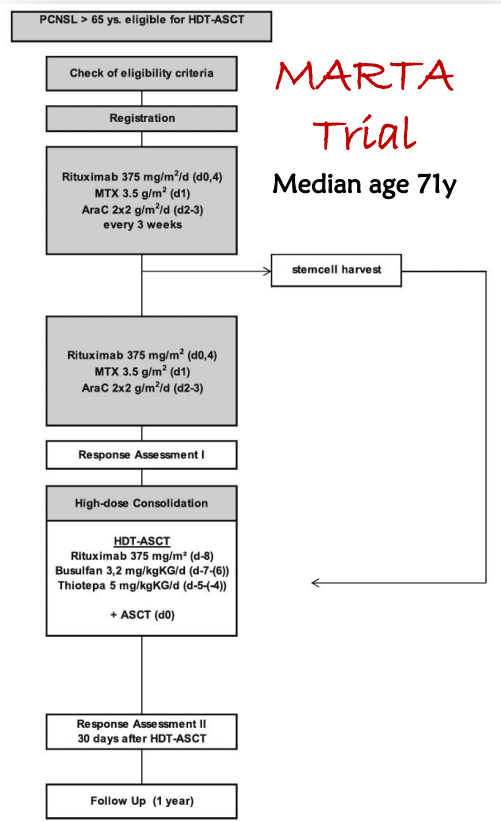 PCNSL > 65 ys. eligible for HDT-ASCT
MARTA
Trial
Median age 71y
Check of eligibility criteria
Registration
Rituximab 375 mg/m²/d (d0,4)
MTX 3.5 g/m² (d1)
AraC 2x2 g/m²/d (d2-3)
every 3 weeks
stemcell harvest
Rituximab 375 mg/m² (d0,4)
MTX 3.5 g/m² (d1)
AraC 2x2 g/m²/d (d2-3)
Response Assessment I
High-dose Consolidation
HDT-ASCT
Rituximab 375 mg/m² (d-8)
Busulfan 3,2 mg/kgKG/d (d-7-(6))
Thiotepa 5 mg/kgKG/d (d-5-(-4))
+ ASCT (d0)
Response Assessment II
30 days after HDT-ASCT
Follow Up (1 year)